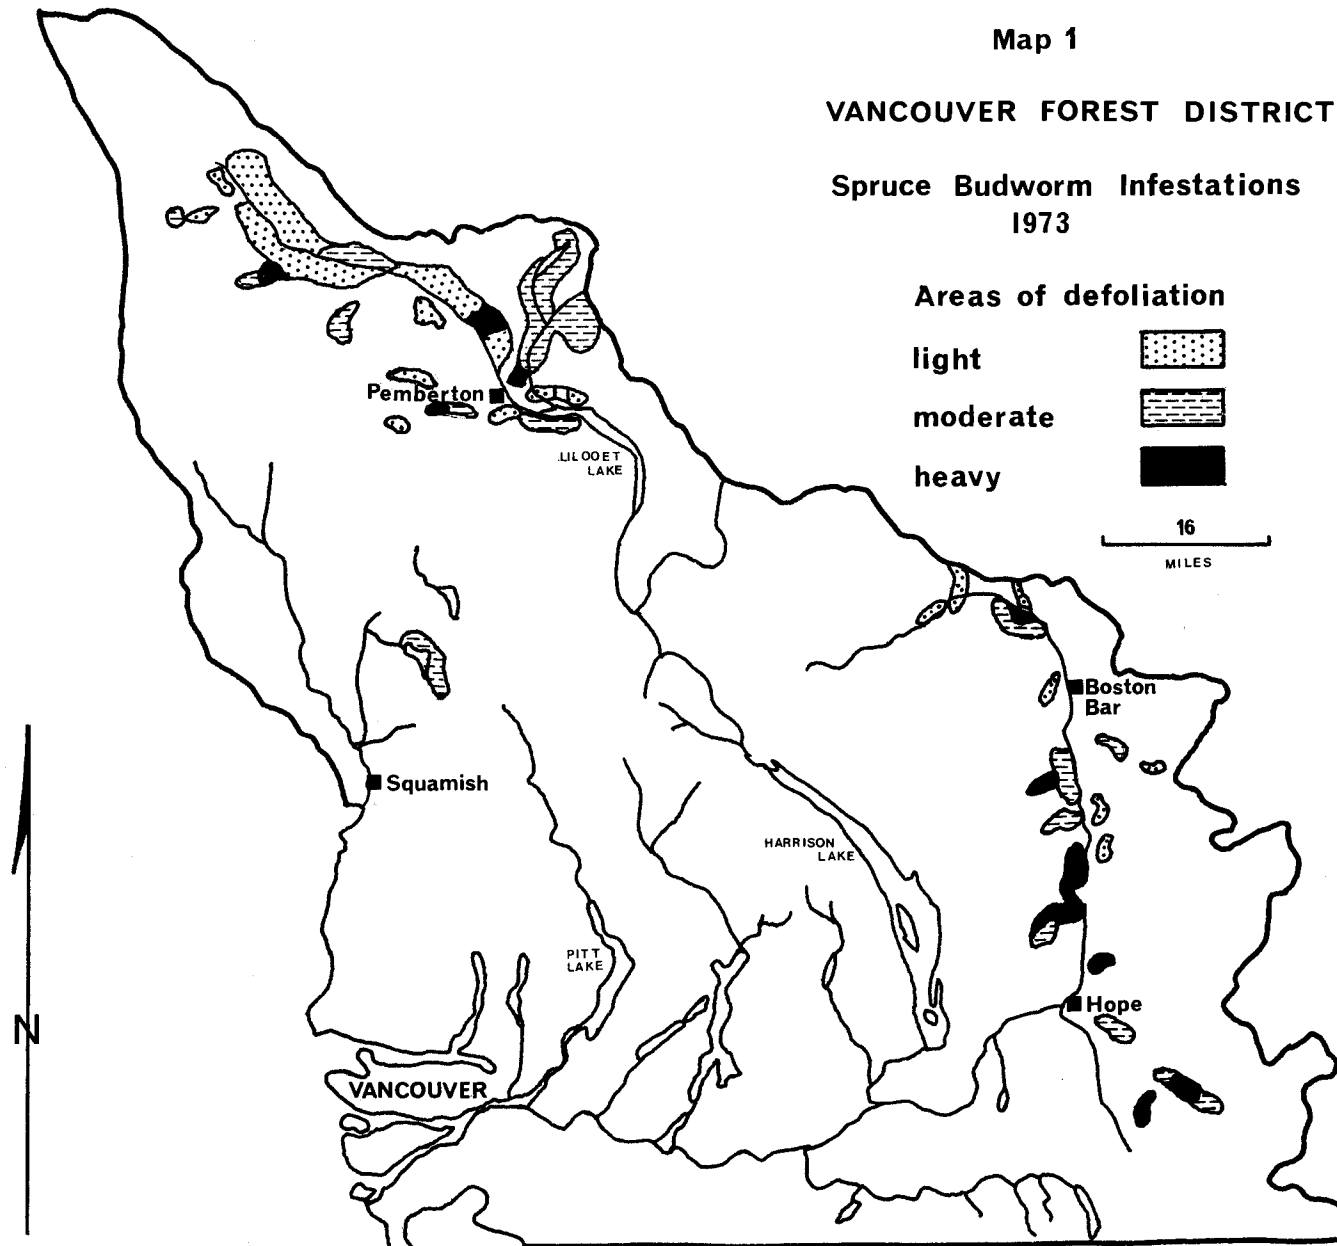 Map 1
VANCOUVER FOREST DISTRICT
Spruce Budworm Infestations
1973
Areas of defoliation
light
moderate
heavy
16
MILES
Pemberton
LILOOET
LAKE
Boston
Bar
Squamish
HARRISON
LAKE
PITT
LAKE
Hope
N
VANCOUVER